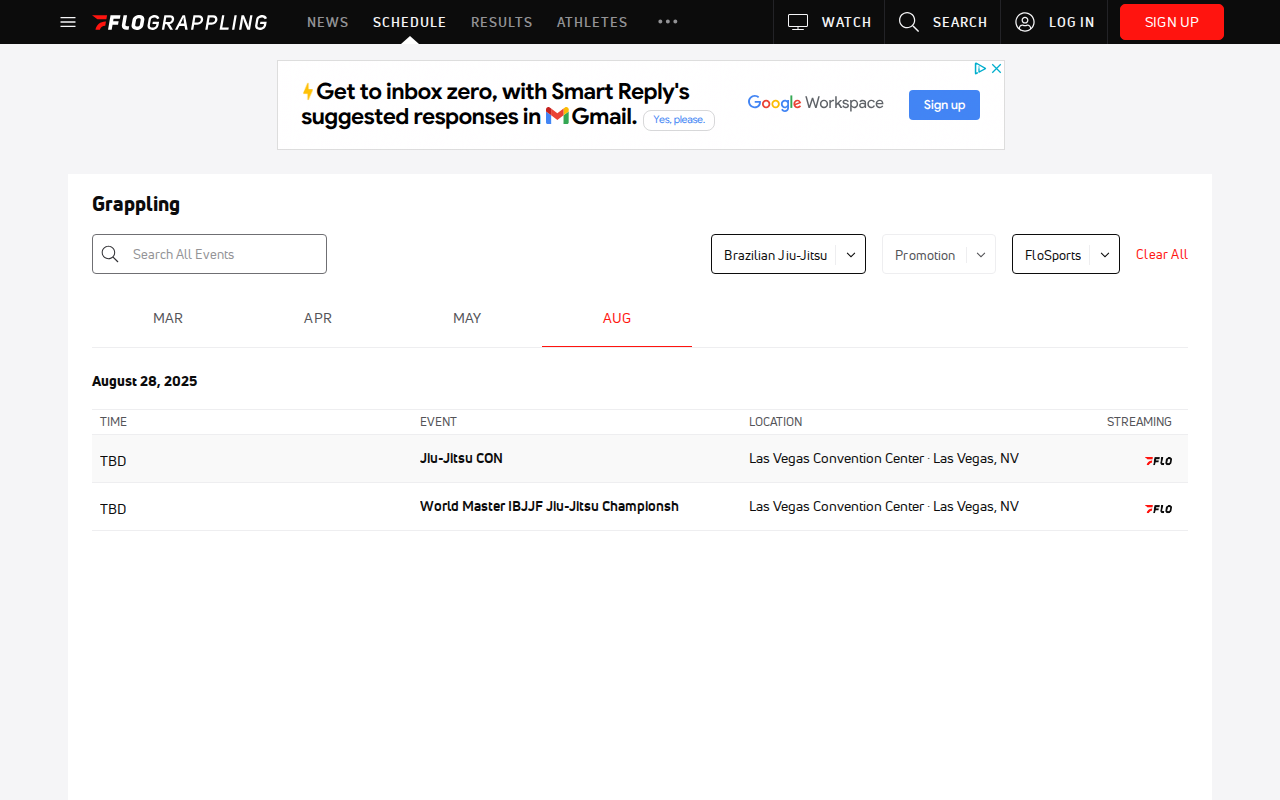 FLOGRAPPLING NEWS SCHEDULE RESULTS ATHLETES ••• WATCH SEARCH LOG IN SIGN UP
Get to inbox zero, with Smart Reply's
suggested responses in Gmail. Yes, please.
Google Workspace
Sign up
Grappling
Search All Events Brazilian Jiu-Jitsu Promotion FloSports Clear All
MAR APR MAY AUG
August 28, 2025
TIME EVENT LOCATION STREAMING
TBD Jiu-Jitsu CON Las Vegas Convention Center · Las Vegas, NV FLO
TBD World Master IBJJF Jiu-Jitsu Championsh Las Vegas Convention Center · Las Vegas, NV FLO